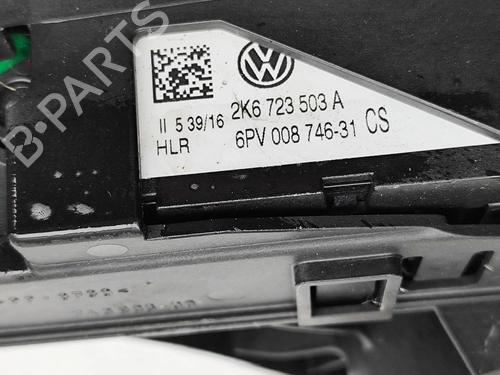 B-PARTS
II 5 39/16 2K6 723 503 A
HLR 6PV 008 746-31 CS